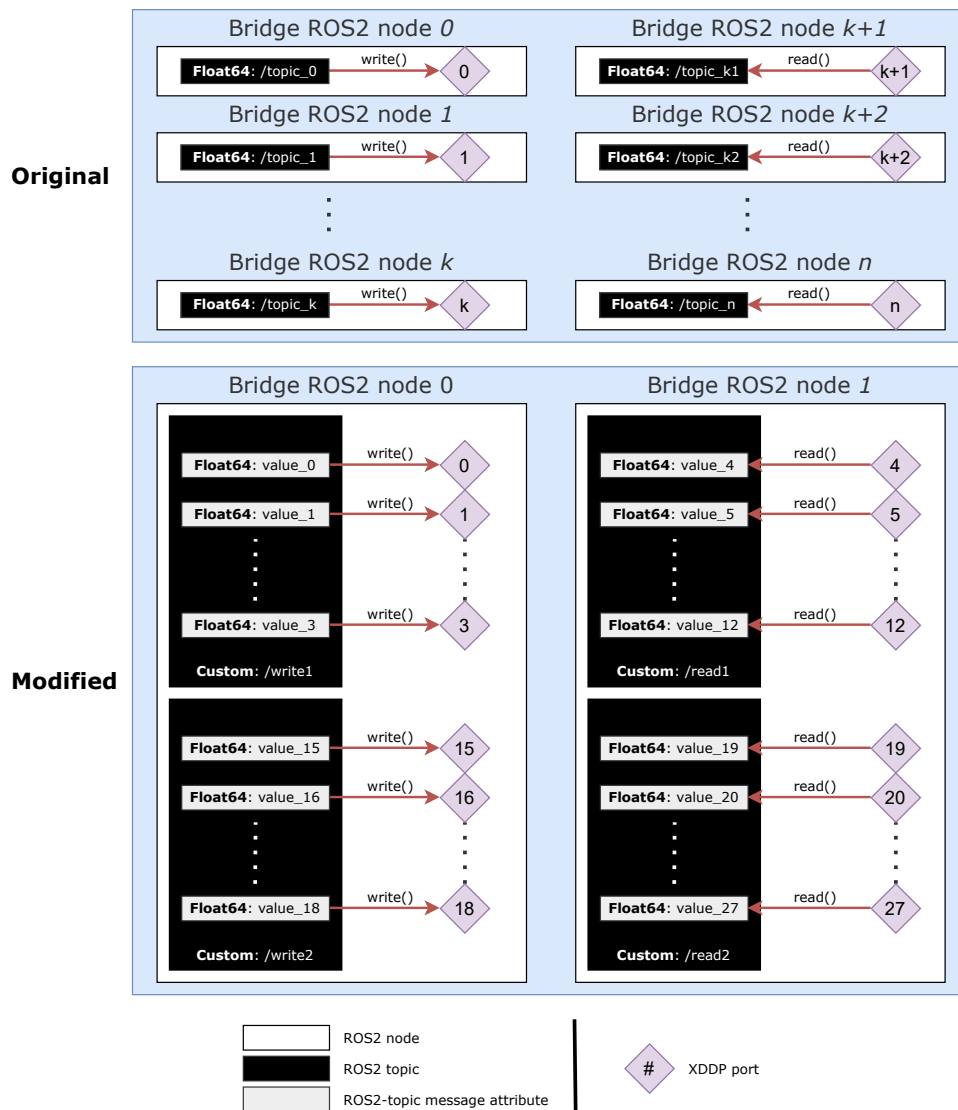 Original
Bridge ROS2 node 0
Float64: /topic_0
write()
0
Bridge ROS2 node 1
Float64: /topic_1
write()
1
Bridge ROS2 node k
Float64: /topic_k
write()
k
Bridge ROS2 node k+1
Float64: /topic_k1
read()
k+1
Bridge ROS2 node k+2
Float64: /topic_k2
read()
k+2
Bridge ROS2 node n
Float64: /topic_n
read()
n
Modified
Bridge ROS2 node 0
Float64: value_0
write()
0
Float64: value_1
write()
1
Float64: value_3
write()
3
Custom: /write1
Float64: value_15
write()
15
Float64: value_16
write()
16
Float64: value_18
write()
18
Custom: /write2
Bridge ROS2 node 1
Float64: value_4
read()
4
Float64: value_5
read()
5
Float64: value_12
read()
12
Custom: /read1
Float64: value_19
read()
19
Float64: value_20
read()
20
Float64: value_27
read()
27
Custom: /read2
ROS2 node
ROS2 topic
ROS2-topic message attribute
#
XDDP port